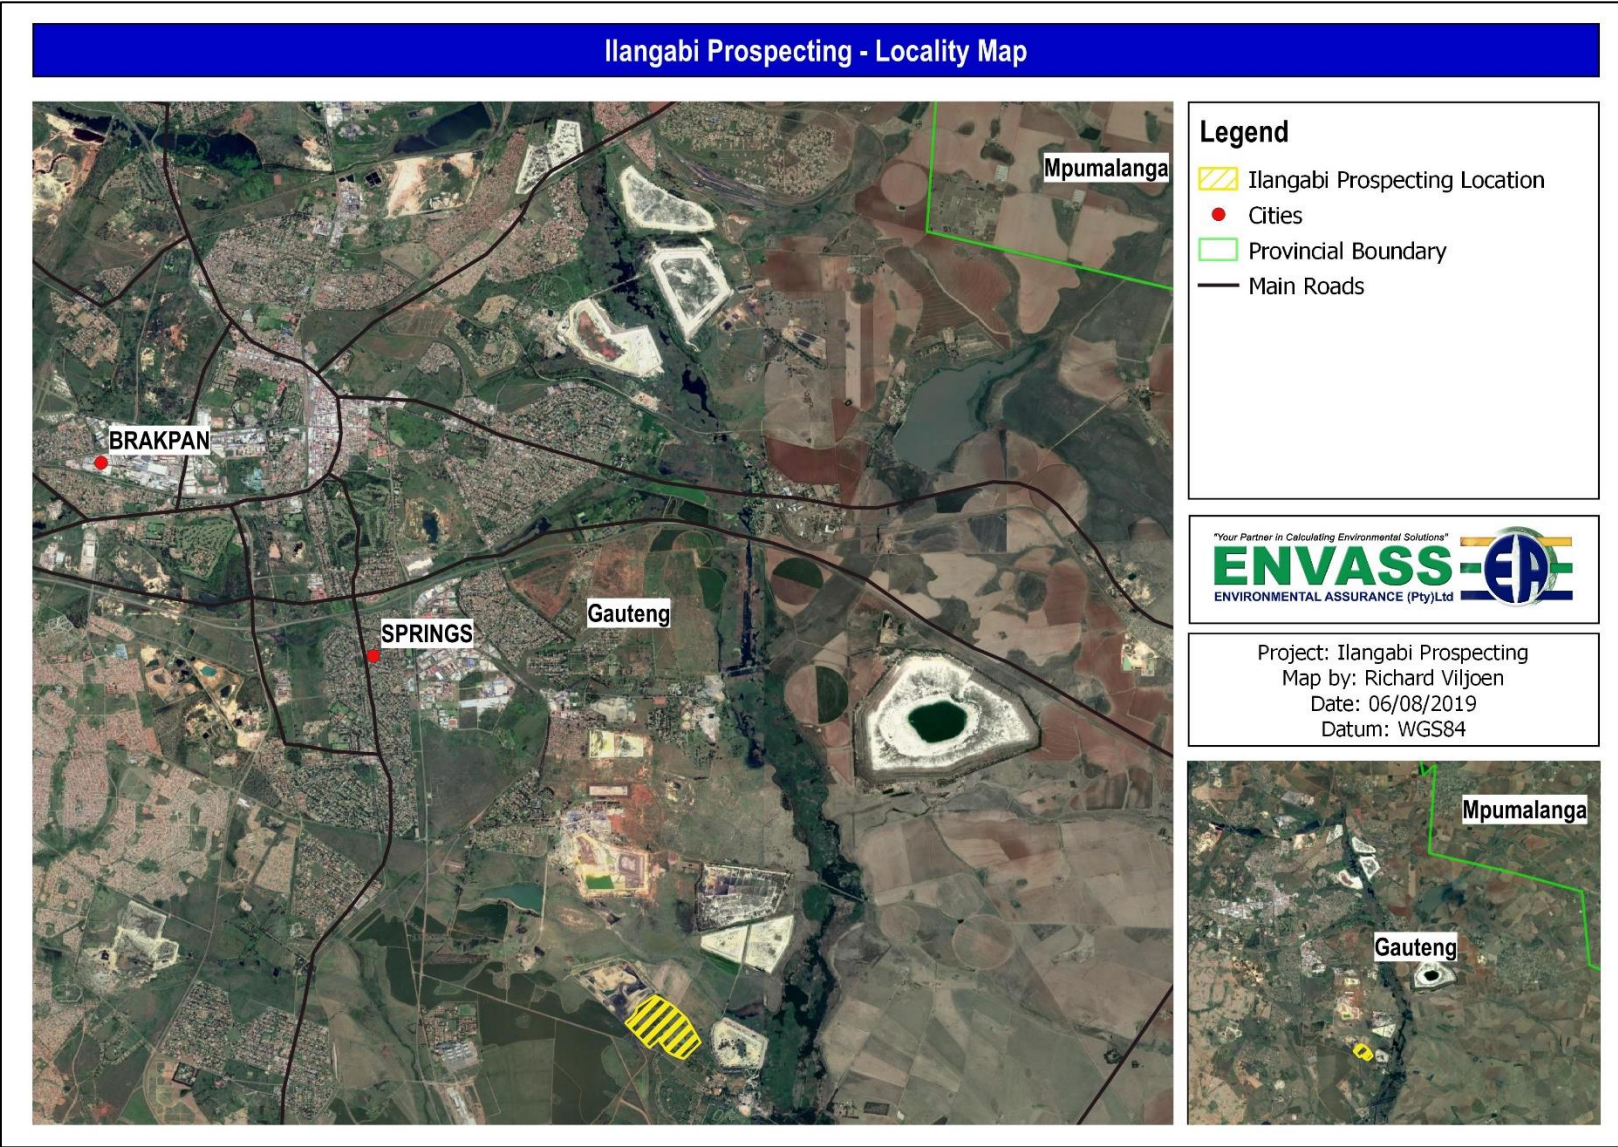 Ilangabi Prospecting - Locality Map
Mpumalanga
BRAKPAN
SPRINGS
Gauteng
Legend
Ilangabi Prospecting Location
Cities
Provincial Boundary
Main Roads
"Your Partner in Calculating Environmental Solutions"
ENVASS
EA
ENVIRONMENTAL ASSURANCE (Pty)Ltd
Project: Ilangabi Prospecting
Map by: Richard Viljoen
Date: 06/08/2019
Datum: WGS84
Mpumalanga
Gauteng